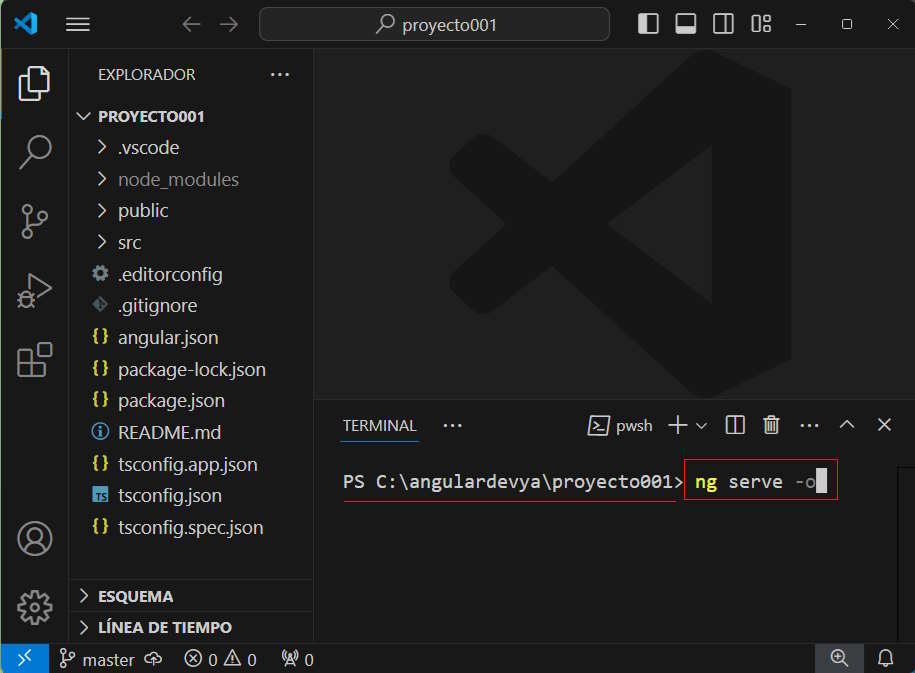 proyecto001
EXPLORADOR
PROYECTO001
.vscode
node_modules
public
src
.editorconfig
.gitignore
angular.json
package-lock.json
package.json
README.md
tsconfig.app.json
TS tsconfig.json
tsconfig.spec.json
ESQUEMA
LÍNEA DE TIEMPO
TERMINAL
pwsh
PS C:\angulardevya\proyecto001> ng serve -o
master 0 0 0